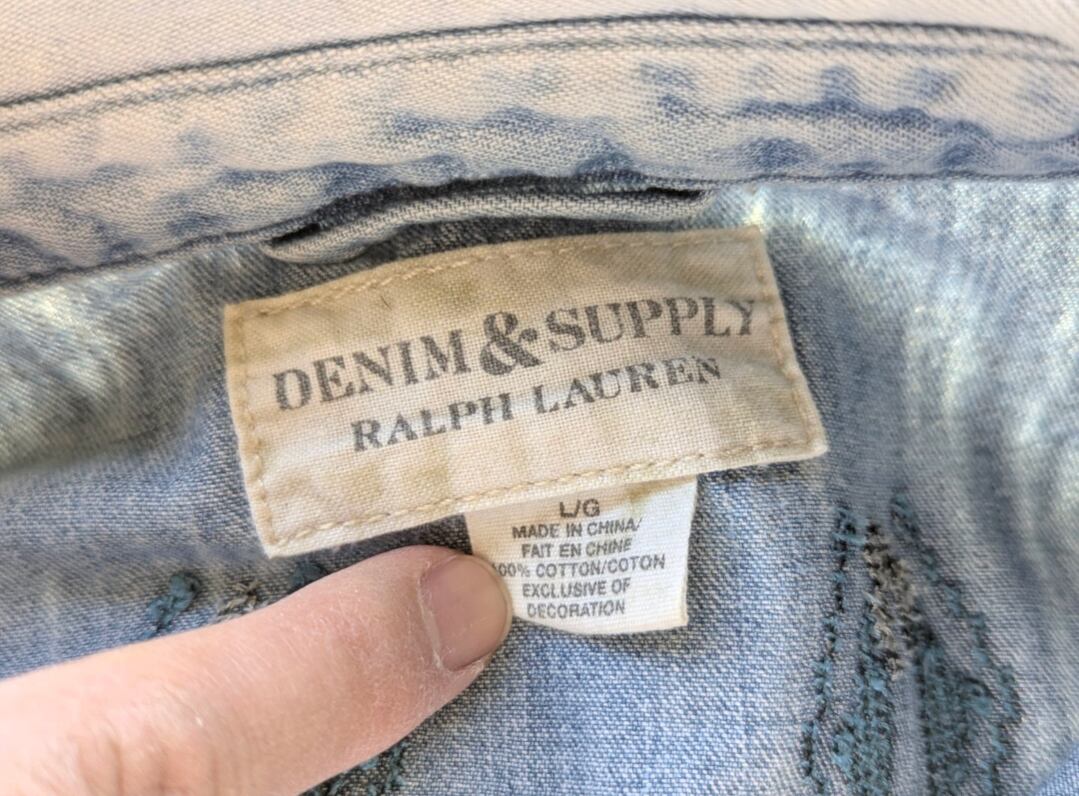 DENIM & SUPPLY
RALPH LAUREN
L/G
MADE IN CHINA/
FAIT EN CHINE
100% COTTON/COTON
EXCLUSIVE OF
DECORATION